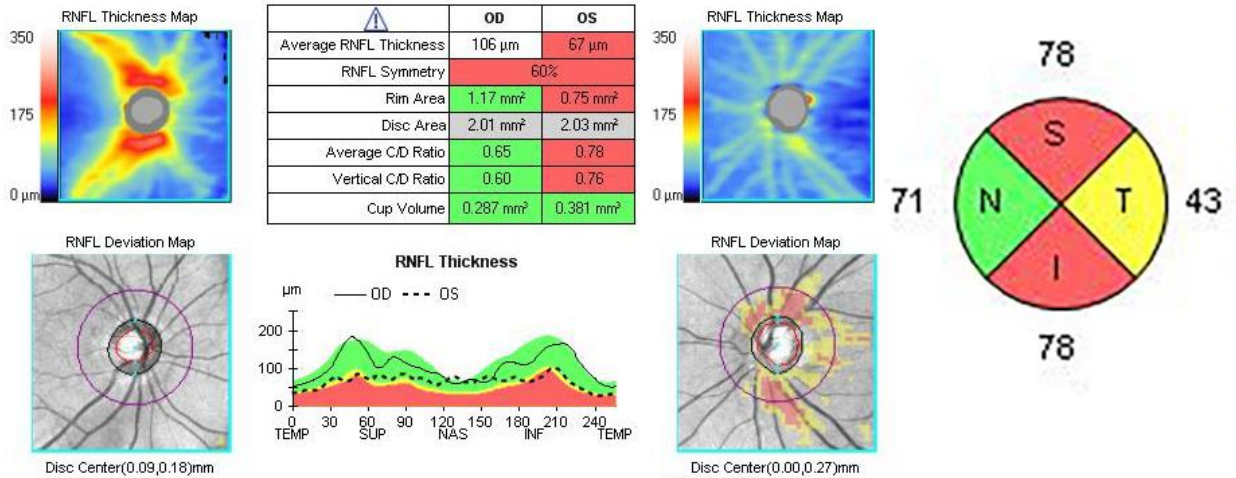 RNFL Thickness Map
350
175
0 µm
OD OS
Average RNFL Thickness 106 µm 67 µm
RNFL Symmetry 60%
Rim Area 1.17 mm² 0.75 mm²
Disc Area 2.01 mm² 2.03 mm²
Average C/D Ratio 0.65 0.78
Vertical C/D Ratio 0.60 0.76
Cup Volume 0.287 mm³ 0.381 mm³
RNFL Thickness Map
350
175
0 µm
78
S
71 N T 43
I
78
RNFL Deviation Map
Disc Center(0.09,0.18)mm
RNFL Thickness
µm OD OS
200
100
0
0 30 60 90 120 150 180 210 240
TEMP SUP NAS INF TEMP
RNFL Deviation Map
Disc Center(0.00,0.27)mm